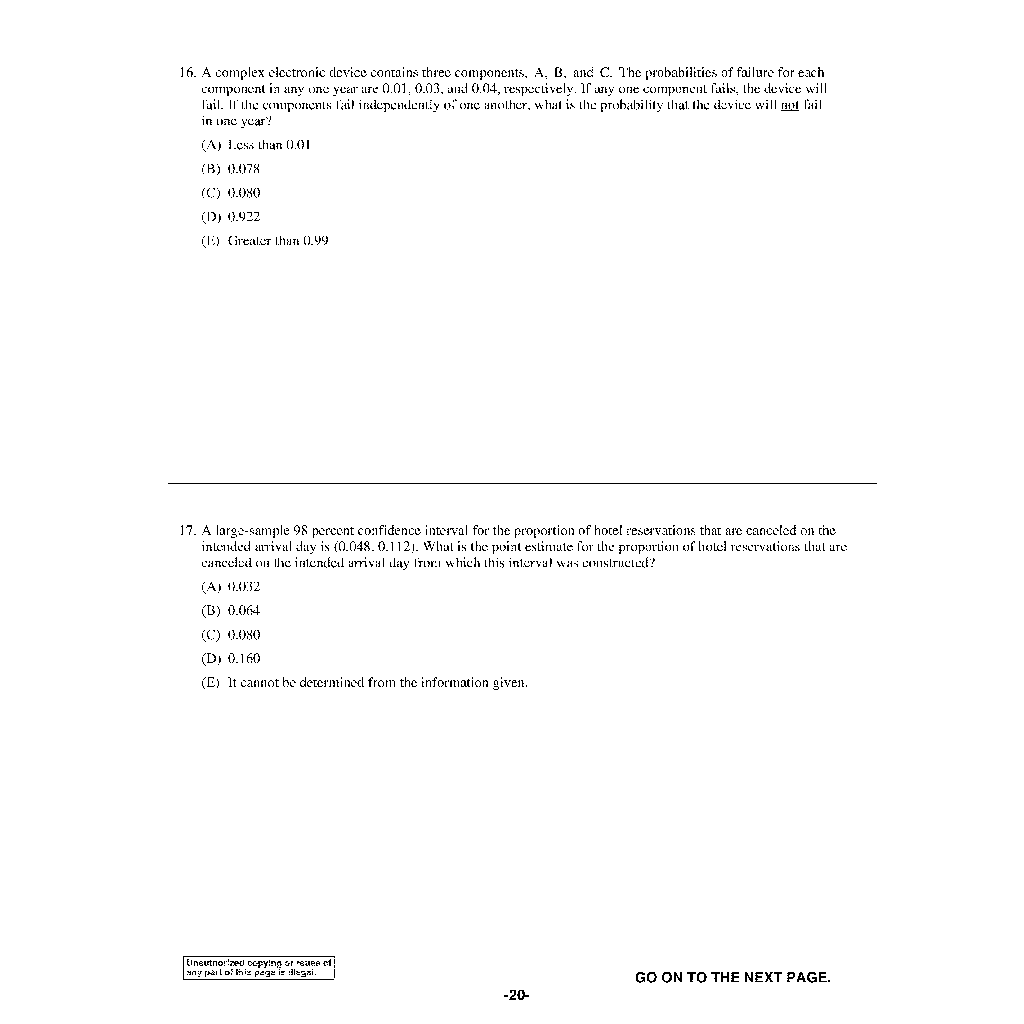 16. A complex electronic device contains three components, A, B, and C. The probabilities of failure for each
component in any one year are 0.01, 0.03, and 0.04, respectively. If any one component fails, the device will
fail. If the components fail independently of one another, what is the probability that the device will not fail
in one year?
(A) Less than 0.01
(B) 0.078
(C) 0.080
(D) 0.922
(E) Greater than 0.99
17. A large-sample 98 percent confidence interval for the proportion of hotel reservations that are canceled on the
intended arrival day is (0.048, 0.112). What is the point estimate for the proportion of hotel reservations that are
canceled on the intended arrival day from which this interval was constructed?
(A) 0.032
(B) 0.064
(C) 0.080
(D) 0.160
(E) It cannot be determined from the information given.
Unauthorized copying or reuse of
any part of this page is illegal.
GO ON TO THE NEXT PAGE.
-20-